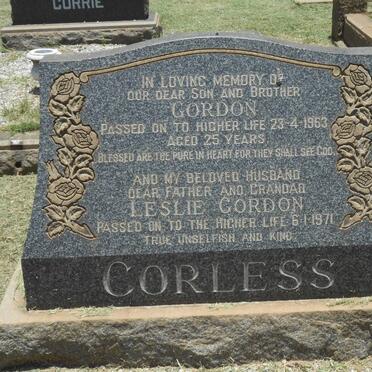 CURRIE
IN LOVING MEMORY OF
OUR DEAR SON AND BROTHER
GORDON
PASSED ON TO HIGHER LIFE 23-4-1963
AGED 25 YEARS
BLESSED ARE THE PURE IN HEART FOR THEY SHALL SEE GOD.
AND MY BELOVED HUSBAND
DEAR FATHER AND GRANDAD
LESLIE GORDON
PASSED ON TO THE HIGHER LIFE 6-1-1971
TRUE UNSELFISH AND KIND
CORLESS